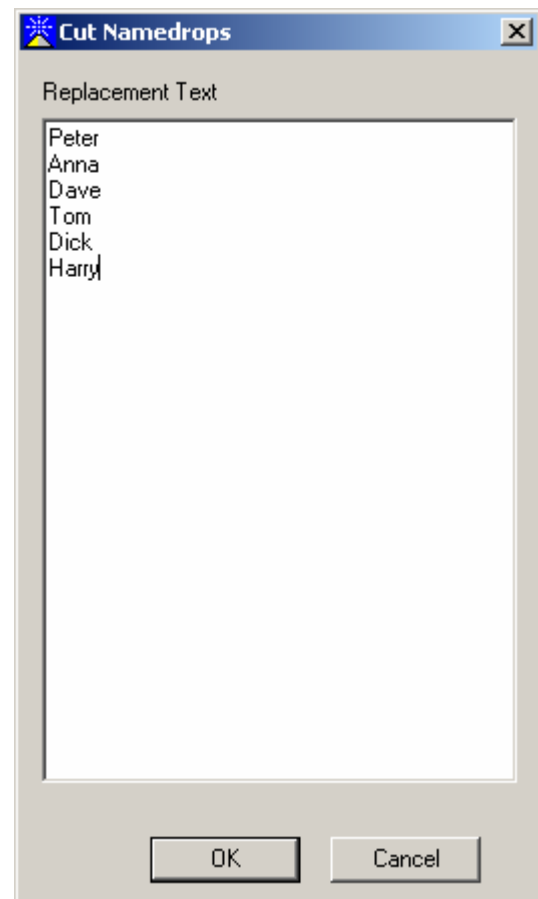 Cut Namedrops
Replacement Text
Peter
Anna
Dave
Tom
Dick
Harry
OK
Cancel